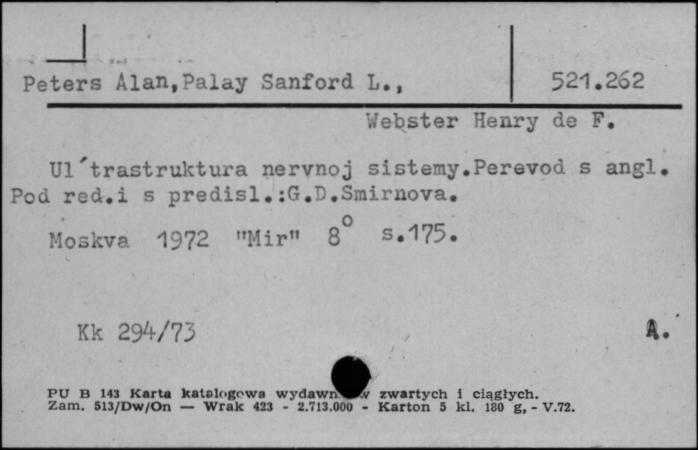 Peters Alan,Palay Sanford L., 521.262
Webster Henry de F.
Ul´trastruktura nervnoj sistemy.Perevod s angl.
Pod red.i s predisl.:G.D.Smirnova.
Moskva 1972 "Mir" 8° s.175.
Kk 294/73 A.
PU B 143 Karta katalogowa zwartych i ciągłych.
Zam. 513/Dw/On — Wrak 423 - 2.713.000 - Karton 5 kl. 180 g, - V.72.